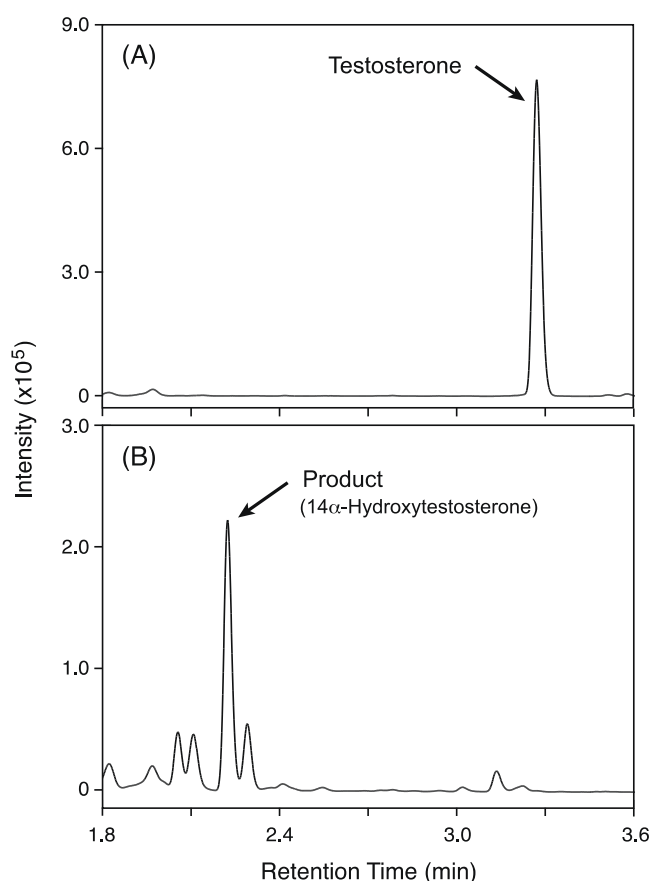 9.0
(A)
Testosterone
6.0
3.0
0
Intensity (x10⁵)
3.0
(B)
Product
(14α-Hydroxytestosterone)
2.0
1.0
0
1.8 2.4 3.0 3.6
Retention Time (min)